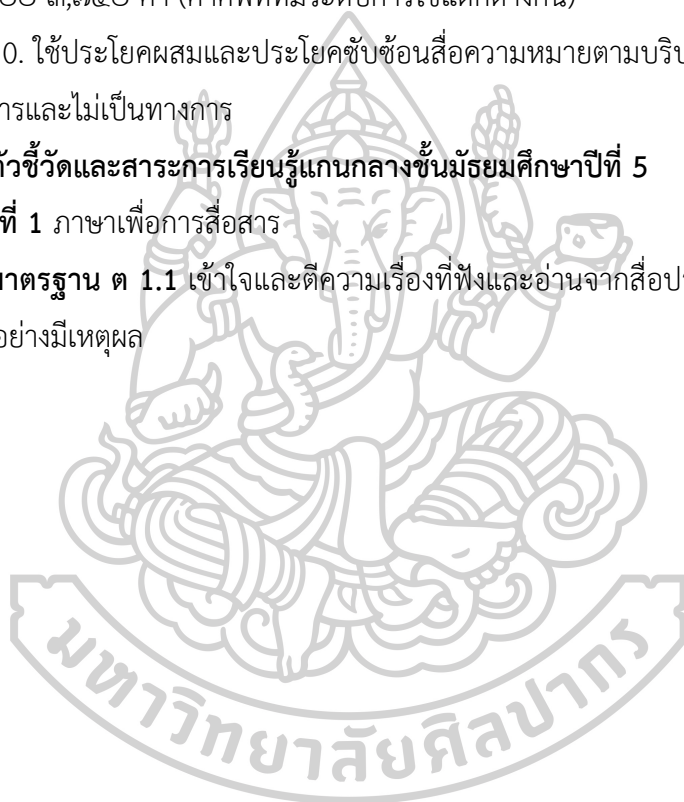 ๓,๗๕๐ คำ (คำศัพท์ที่มีระดับการใช้แตกต่างกัน)
0. ใช้ประโยคผสมและประโยคซับซ้อนสื่อความหมายตามบริบ
ารและไม่เป็นทางการ
ตัวชี้วัดและสาระการเรียนรู้แกนกลางชั้นมัธยมศึกษาปีที่ 5
ที่ 1 ภาษาเพื่อการสื่อสาร
มาตรฐาน ต 1.1 เข้าใจและตีความเรื่องที่ฟังและอ่านจากสื่อปร
อย่างมีเหตุผล
มหาวิทยาลัยศิลปากร